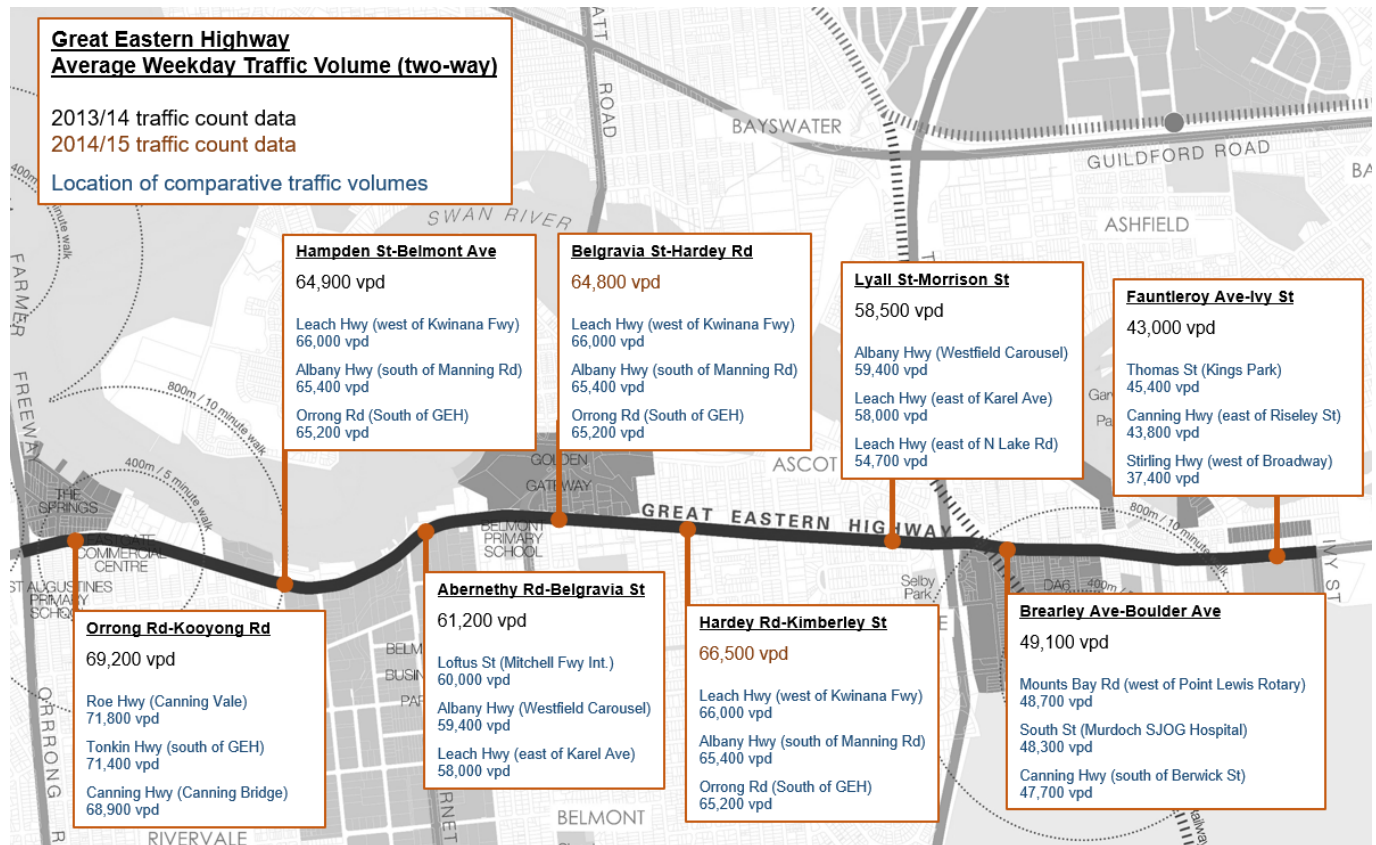 Great Eastern Highway
Average Weekday Traffic Volume (two-way)
2013/14 traffic count data
2014/15 traffic count data
Location of comparative traffic volumes
ROAD
BAYSWATER
GUILDFORD ROAD
ASHFIELD
SWAN RIVER
FARMER FREEWAY
400m / 5 minute walk
800m / 10 minute walk
Hampden St-Belmont Ave
64,900 vpd
Leach Hwy (west of Kwinana Fwy)
66,000 vpd
Albany Hwy (south of Manning Rd)
65,400 vpd
Orrong Rd (South of GEH)
65,200 vpd
Belgravia St-Hardey Rd
64,800 vpd
Leach Hwy (west of Kwinana Fwy)
66,000 vpd
Albany Hwy (south of Manning Rd)
65,400 vpd
Orrong Rd (South of GEH)
65,200 vpd
Lyall St-Morrison St
58,500 vpd
Albany Hwy (Westfield Carousel)
59,400 vpd
Leach Hwy (east of Karel Ave)
58,000 vpd
Leach Hwy (east of N Lake Rd)
54,700 vpd
Fauntleroy Ave-Ivy St
43,000 vpd
Thomas St (Kings Park)
45,400 vpd
Canning Hwy (east of Riseley St)
43,800 vpd
Stirling Hwy (west of Broadway)
37,400 vpd
THE
SPRINGS
EASTGATE
COMMERCIAL
CENTRE
ST AUGUSTINES
PRIMARY
SCHOOL
GOLDEN
GATEWAY
ASCOT
BELMONT
PRIMARY
SCHOOL
GREAT EASTERN HIGHWAY
800m / 10 minute walk
Selby
Park
DA6
400m / 5
IVY ST
Orrong Rd-Kooyong Rd
69,200 vpd
Roe Hwy (Canning Vale)
71,800 vpd
Tonkin Hwy (south of GEH)
71,400 vpd
Canning Hwy (Canning Bridge)
68,900 vpd
Abernethy Rd-Belgravia St
61,200 vpd
Loftus St (Mitchell Fwy Int.)
60,000 vpd
Albany Hwy (Westfield Carousel)
59,400 vpd
Leach Hwy (east of Karel Ave)
58,000 vpd
Hardey Rd-Kimberley St
66,500 vpd
Leach Hwy (west of Kwinana Fwy)
66,000 vpd
Albany Hwy (south of Manning Rd)
65,400 vpd
Orrong Rd (South of GEH)
65,200 vpd
Brearley Ave-Boulder Ave
49,100 vpd
Mounts Bay Rd (west of Point Lewis Rotary)
48,700 vpd
South St (Murdoch SJOG Hospital)
48,300 vpd
Canning Hwy (south of Berwick St)
47,700 vpd
ORRONG R
RIVERVALE
BELMONT